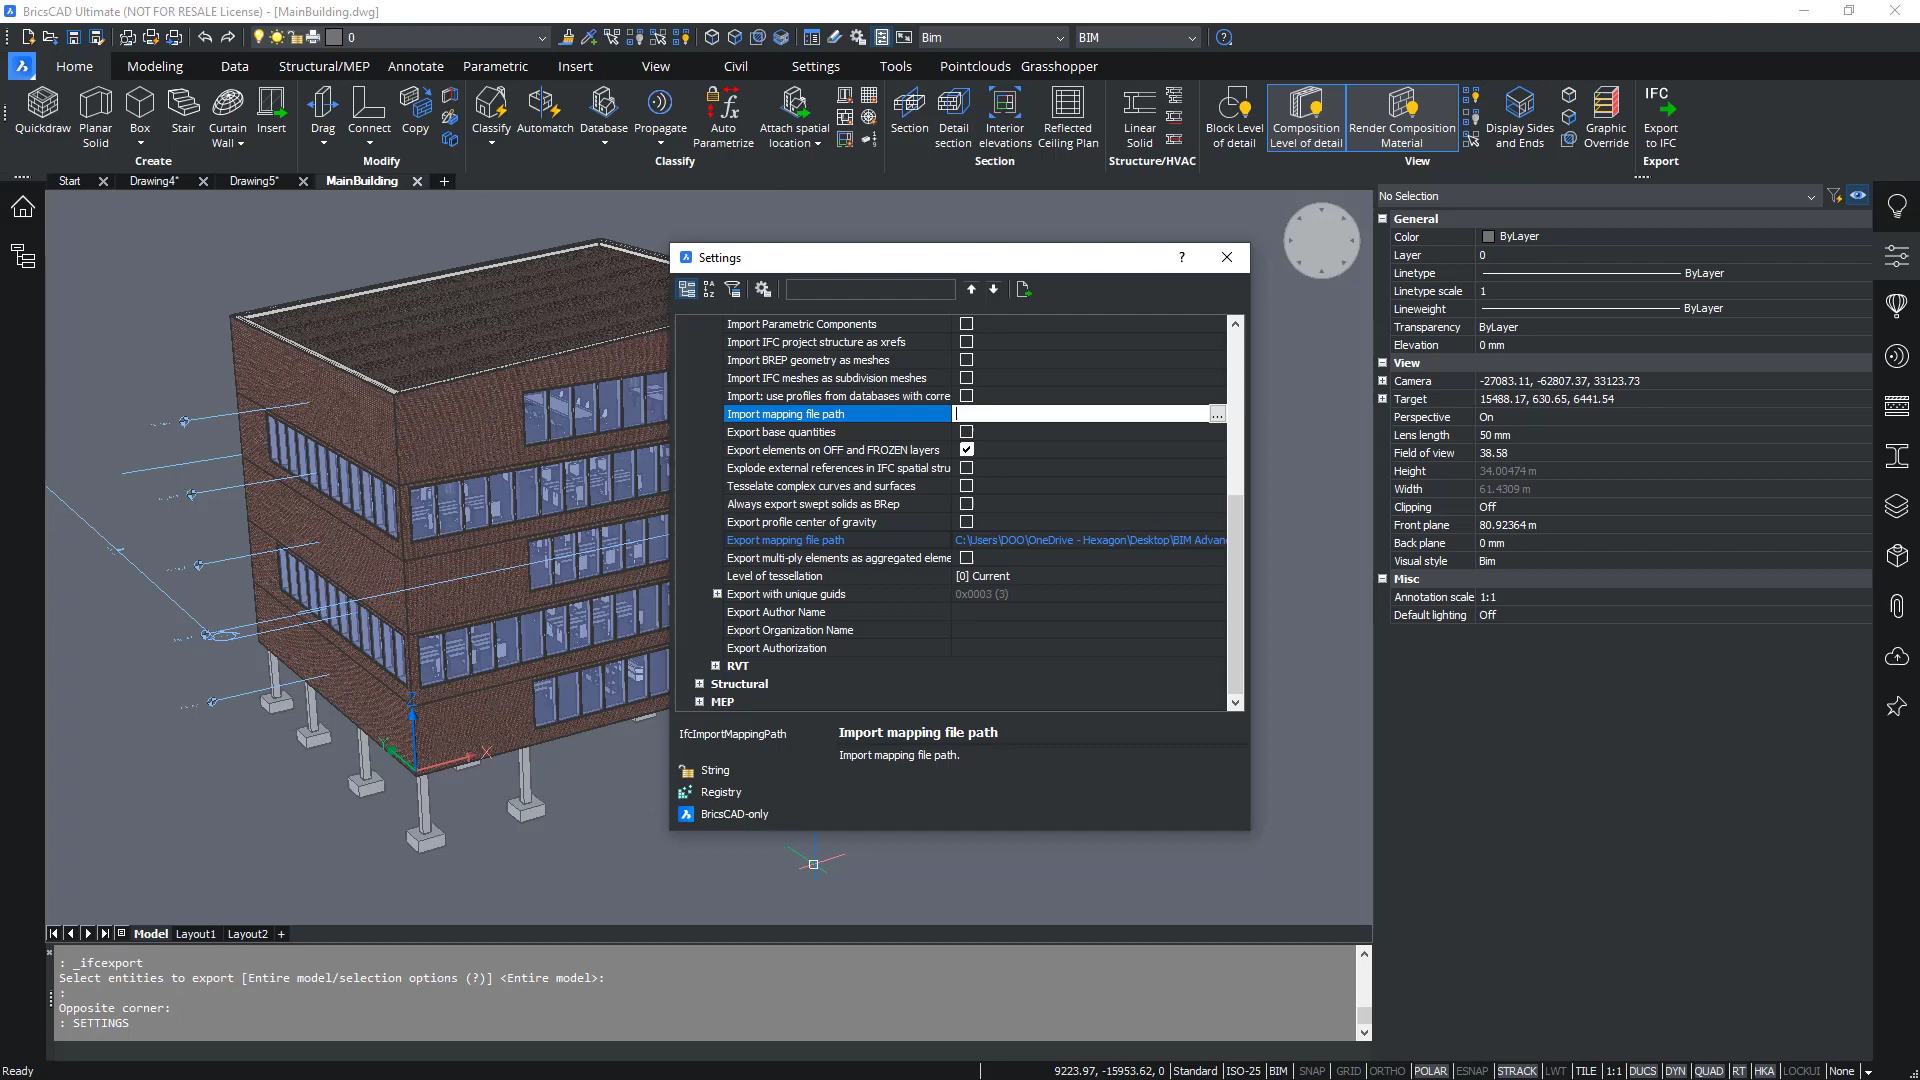 BricsCAD Ultimate (NOT FOR RESALE License) - [MainBuilding.dwg]
0
Bim
BIM
Home
Modeling
Data
Structural/MEP
Annotate
Parametric
Insert
View
Civil
Settings
Tools
Pointclouds
Grasshopper
Quickdraw
Planar Solid
Box
Stair
Curtain Wall
Insert
Drag
Connect
Copy
Classify
Automatch
Database
Propagate
Auto Parametrize
Attach spatial location
Section
Detail section
Interior elevations
Reflected Ceiling Plan
Linear Solid
Block Level of detail
Composition Level of detail
Render Composition Material
Display Sides and Ends
Graphic Override
IFC
Export to IFC
Create
Modify
Classify
Section
Structure/HVAC
View
Export
Start
Drawing4*
Drawing5*
MainBuilding
No Selection
General
Color ByLayer
Layer 0
Linetype ByLayer
Linetype scale 1
Lineweight ByLayer
Transparency ByLayer
Elevation 0 mm
View
Camera -27083.11, -62807.37, 33123.73
Target 15488.17, 630.65, 6441.54
Perspective On
Lens length 50 mm
Field of view 38.58
Height 34.00474 m
Width 61.4309 m
Clipping Off
Front plane 80.92364 m
Back plane 0 mm
Visual style Bim
Misc
Annotation scale 1:1
Default lighting Off
Settings
?
Import Parametric Components
Import IFC project structure as xrefs
Import BREP geometry as meshes
Import IFC meshes as subdivision meshes
Import: use profiles from databases with corre
Import mapping file path
...
Export base quantities
Export elements on OFF and FROZEN layers
Explode external references in IFC spatial stru
Tesselate complex curves and surfaces
Always export swept solids as BRep
Export profile center of gravity
Export mapping file path C:\Users\DOO\OneDrive - Hexagon\Desktop\BIM Advan
Export multi-ply elements as aggregated eleme
Level of tessellation [0] Current
Export with unique guids 0x0003 (3)
Export Author Name
Export Organization Name
Export Authorization
RVT
Structural
MEP
IfcImportMappingPath
Import mapping file path
Import mapping file path.
String
Registry
BricsCAD-only
Z
Y
X
Model
Layout1
Layout2
+
: _ifcexport
Select entities to export [Entire model/selection options (?)] <Entire model>:
:
Opposite corner:
: SETTINGS
Ready
9223.97, -15953.62, 0
Standard
ISO-25
BIM
SNAP
GRID
ORTHO
POLAR
ESNAP
STRACK
LWT
TILE
1:1
DUCS
DYN
QUAD
RT
HKA
LOCKUI
None